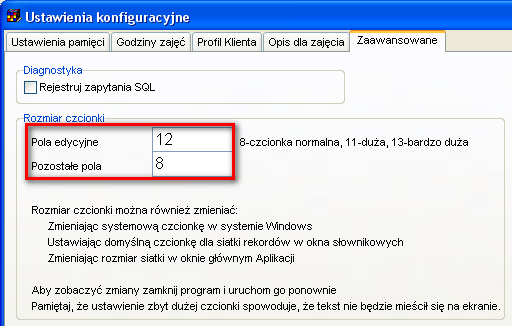 Ustawienia konfiguracyjne
Ustawienia pamięci Godziny zajęć Profil Klienta Opis dla zajęcia Zaawansowane
Diagnostyka
Rejestruj zapytania SQL
Rozmiar czcionki
Pola edycyjne 12 8-czcionka normalna, 11-duża, 13-bardzo duża
Pozostałe pola 8
Rozmiar czcionki można również zmieniać:
Zmieniając systemową czcionkę w systemie Windows
Ustawiając domyślną czcionkę dla siatki rekordów w okna słownikowych
Zmieniając rozmiar siatki w oknie głównym Aplikacji
Aby zobaczyć zmiany zamknij program i uruchom go ponownie
Pamiętaj, że ustawienie zbyt dużej czcionki spowoduje, że tekst nie będzie mieścił się na ekranie.